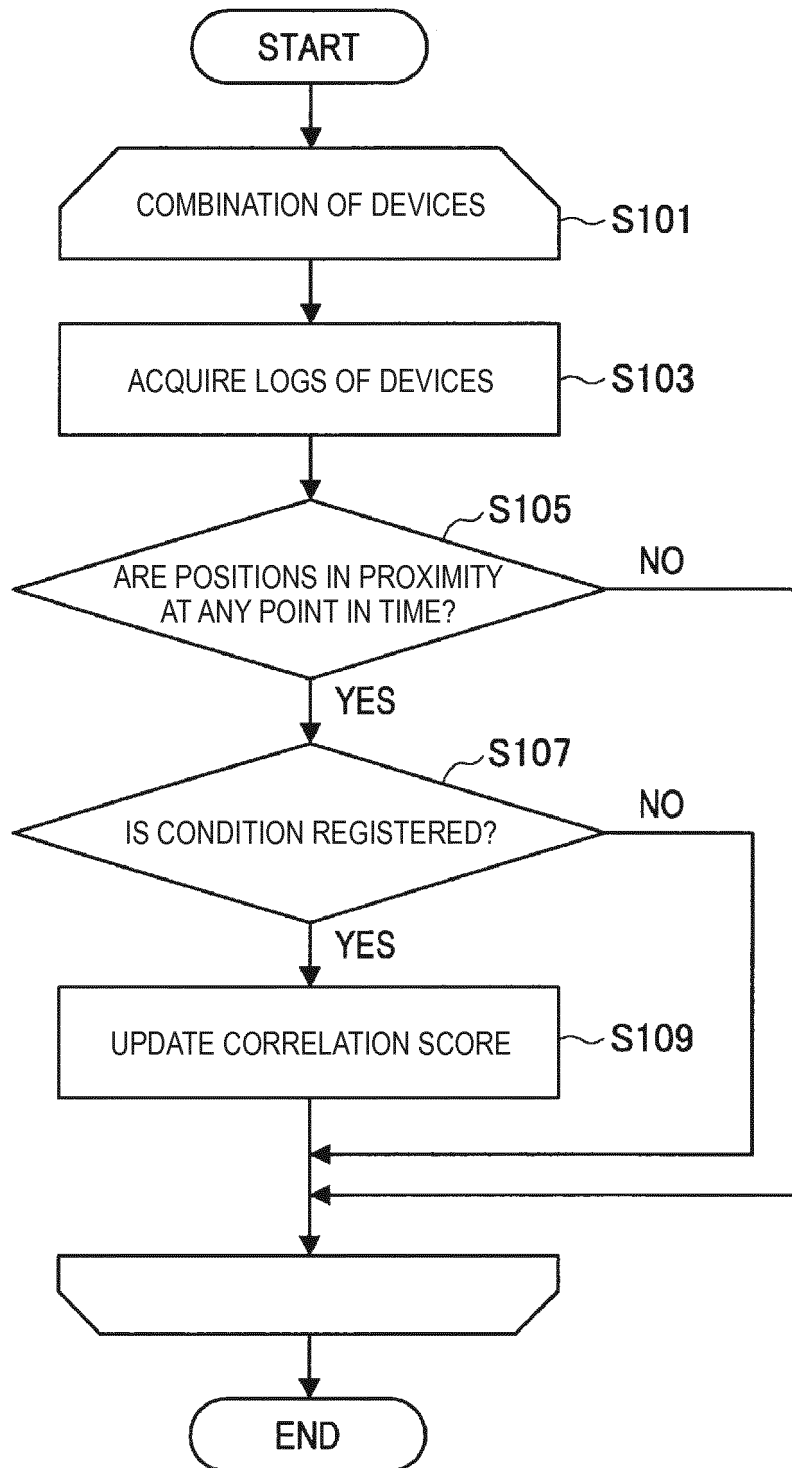 START
COMBINATION OF DEVICES
S101
ACQUIRE LOGS OF DEVICES
S103
S105
ARE POSITIONS IN PROXIMITY
AT ANY POINT IN TIME?
NO
YES
S107
IS CONDITION REGISTERED?
NO
YES
UPDATE CORRELATION SCORE
S109
END